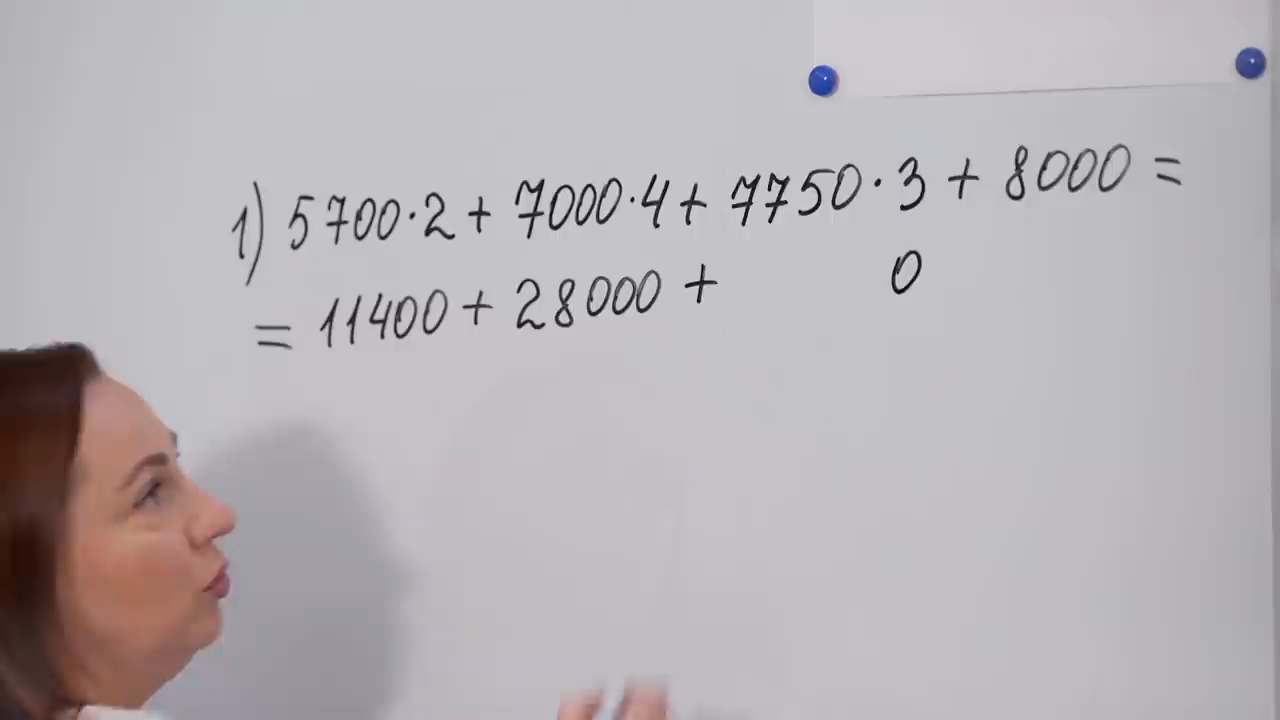 1) 5700·2 + 7000·4 + 7750·3 + 8000 =
= 11400 + 28000 + 0